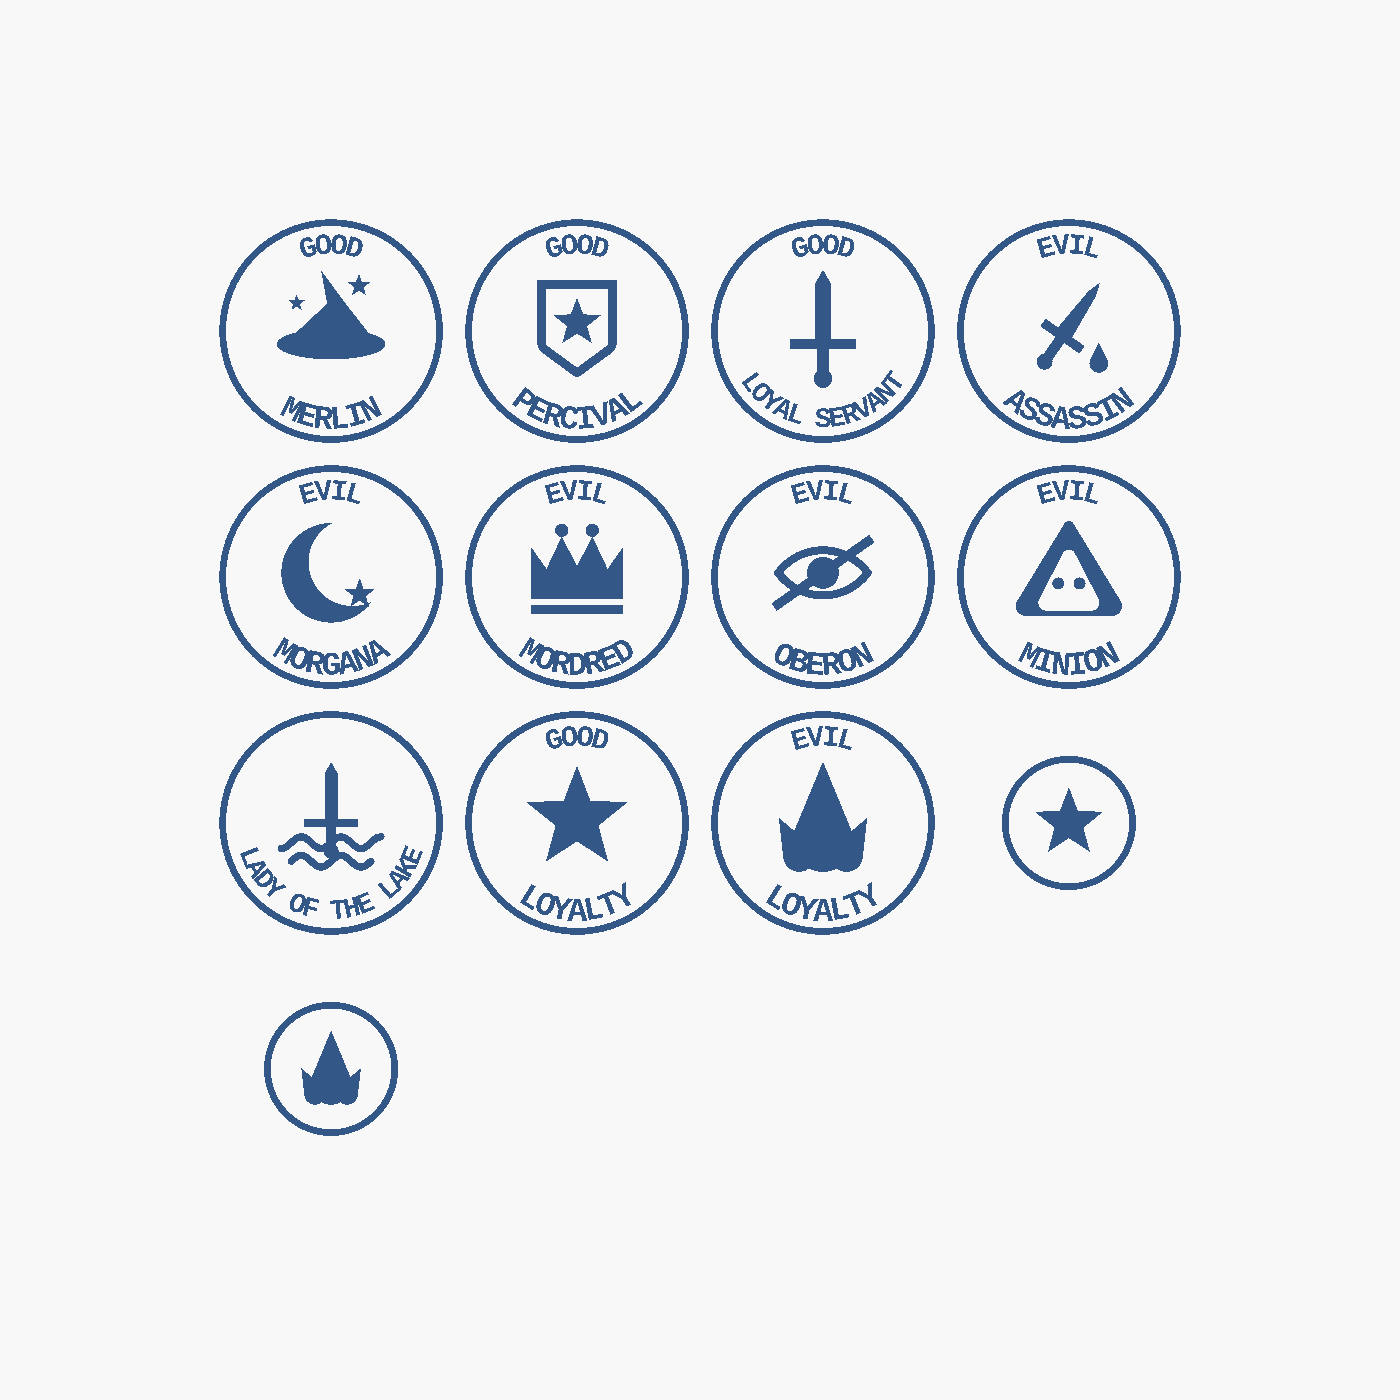 GOOD
MERLIN
GOOD
PERCIVAL
GOOD
LOYAL SERVANT
EVIL
ASSASSIN
EVIL
MORGANA
EVIL
MORDRED
EVIL
OBERON
EVIL
MINION
LADY OF THE LAKE
GOOD
LOYALTY
EVIL
LOYALTY